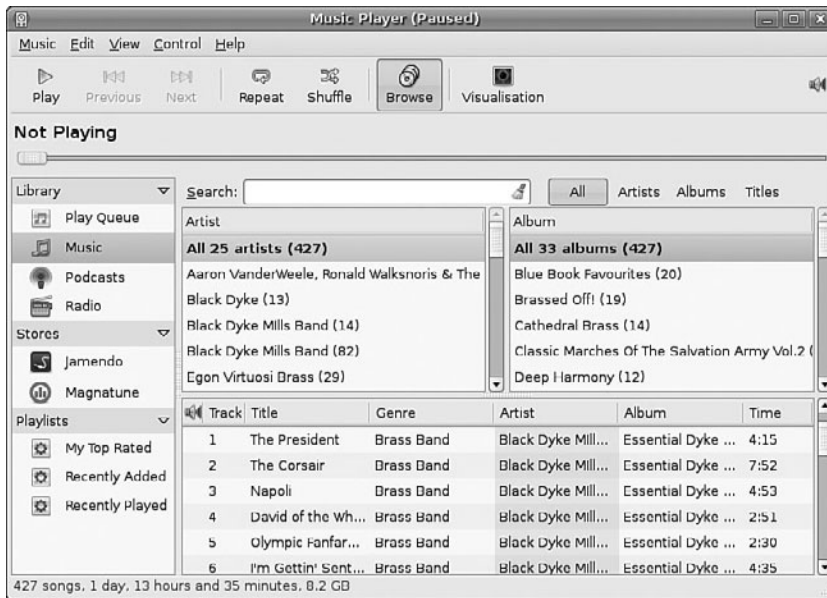 Music Player (Paused)
Music Edit View Control Help
Play Previous Next Repeat Shuffle Browse Visualisation
Not Playing
Library
Play Queue
Music
Podcasts
Radio
Stores
Jamendo
Magnatune
Playlists
My Top Rated
Recently Added
Recently Played
Search: All Artists Albums Titles
Artist
All 25 artists (427)
Aaron VanderWeele, Ronald Walksnoris & The
Black Dyke (13)
Black Dyke MIlls Band (14)
Black Dyke Mills Band (82)
Egon Virtuosi Brass (29)
Album
All 33 albums (427)
Blue Book Favourites (20)
Brassed Off! (19)
Cathedral Brass (14)
Classic Marches Of The Salvation Army Vol.2 (
Deep Harmony (12)
Track Title Genre Artist Album Time
1 The President Brass Band Black Dyke Mill... Essential Dyke ... 4:15
2 The Corsair Brass Band Black Dyke Mill... Essential Dyke ... 7:52
3 Napoli Brass Band Black Dyke Mill... Essential Dyke ... 4:53
4 David of the Wh... Brass Band Black Dyke Mill... Essential Dyke ... 2:51
5 Olympic Fanfar... Brass Band Black Dyke Mill... Essential Dyke ... 2:30
6 I'm Gettin' Sent... Brass Band Black Dyke Mill... Essential Dyke ... 4:35
427 songs, 1 day, 13 hours and 35 minutes, 8.2 GB